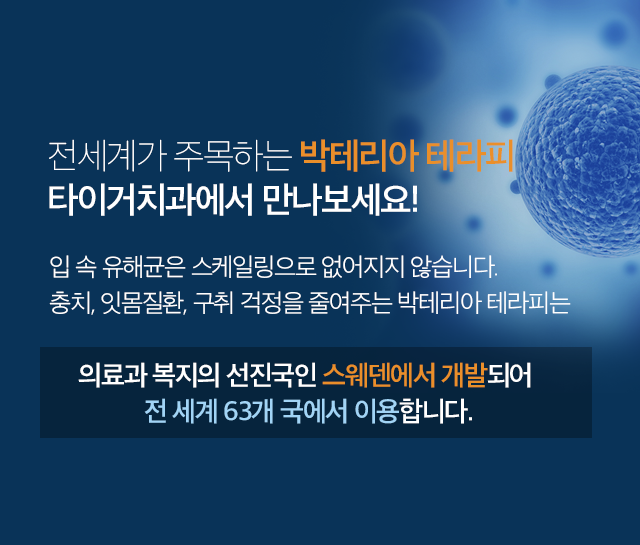 전세계가 주목하는 박테리아 테라피
타이거치과에서 만나보세요!
입 속 유해균은 스케일링으로 없어지지 않습니다.
충치, 잇몸질환, 구취 걱정을 줄여주는 박테리아 테라피는
의료과 복지의 선진국인 스웨덴에서 개발되어
전 세계 63개 국에서 이용합니다.